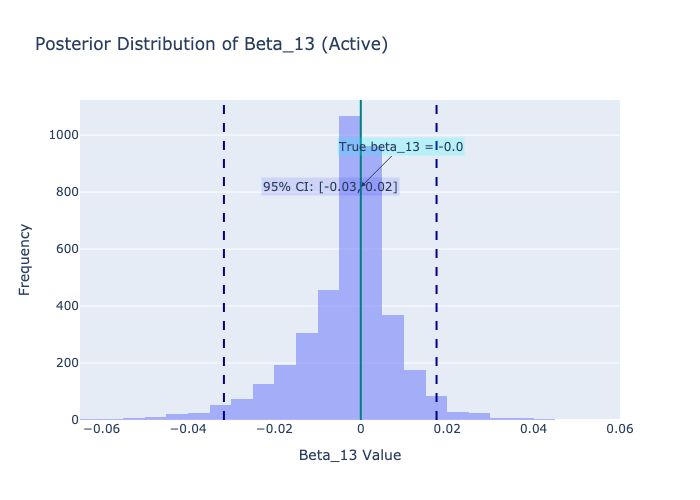 Posterior Distribution of Beta_13 (Active)
1000
800
600
400
200
0
Frequency
True beta_13 = -0.0
95% CI: [-0.03, 0.02]
−0.06
−0.04
−0.02
0
0.02
0.04
0.06
Beta_13 Value